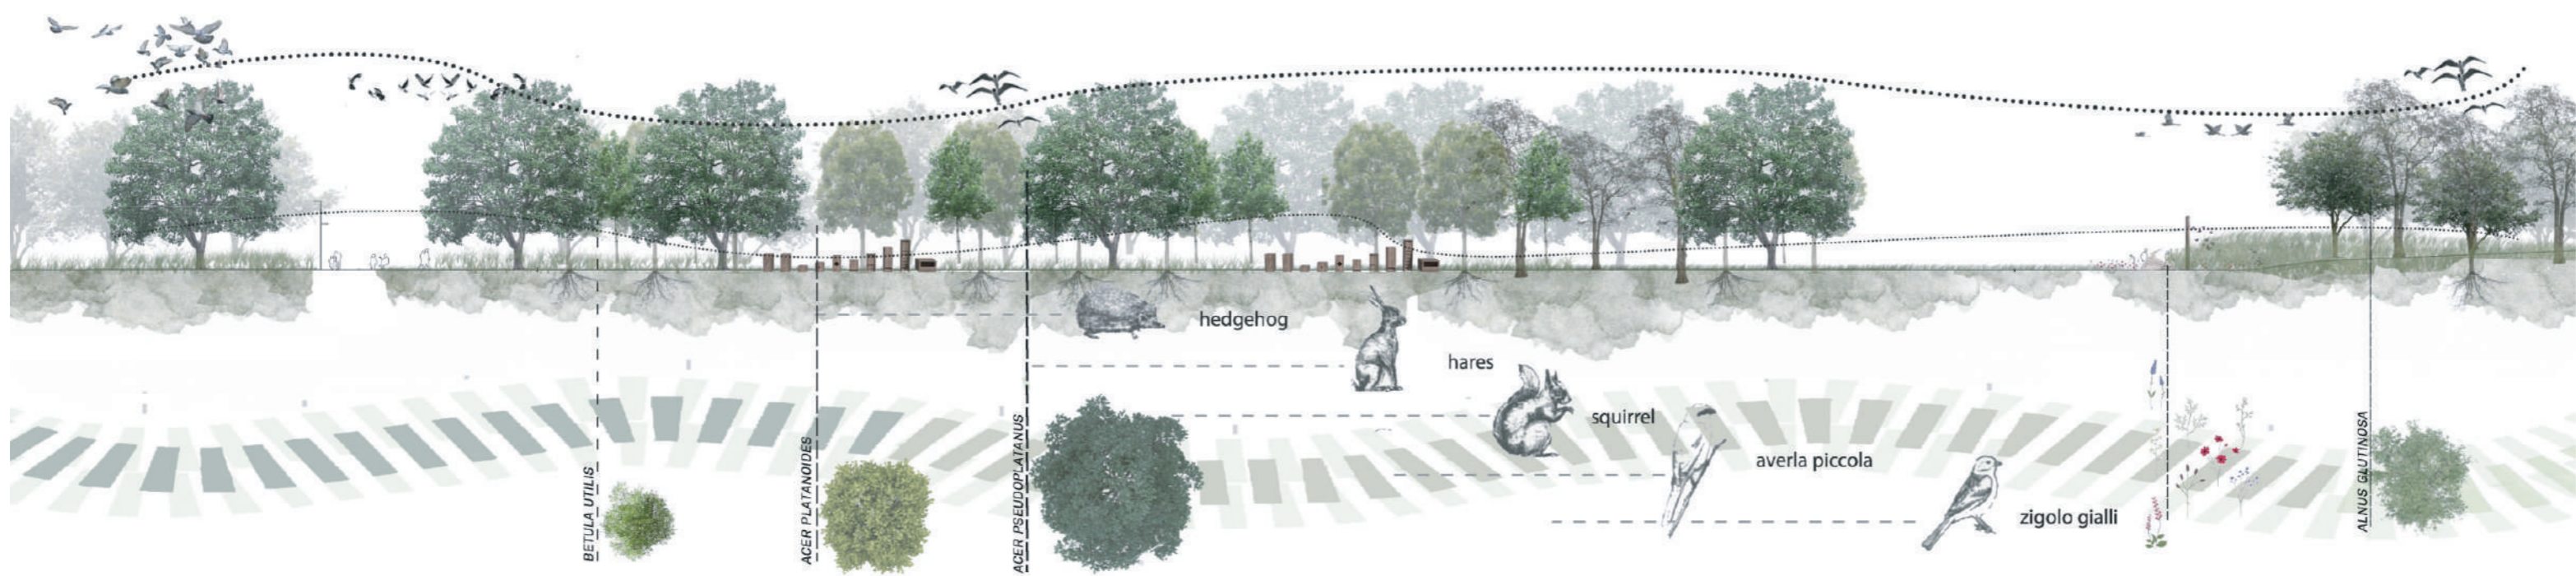 hedgehog
hares
squirrel
averla piccola
zigolo gialli
BETULA UTILIS
ACER PLATANOIDES
ACER PSEUDOPLATANUS
ALNUS GLUTINOSA